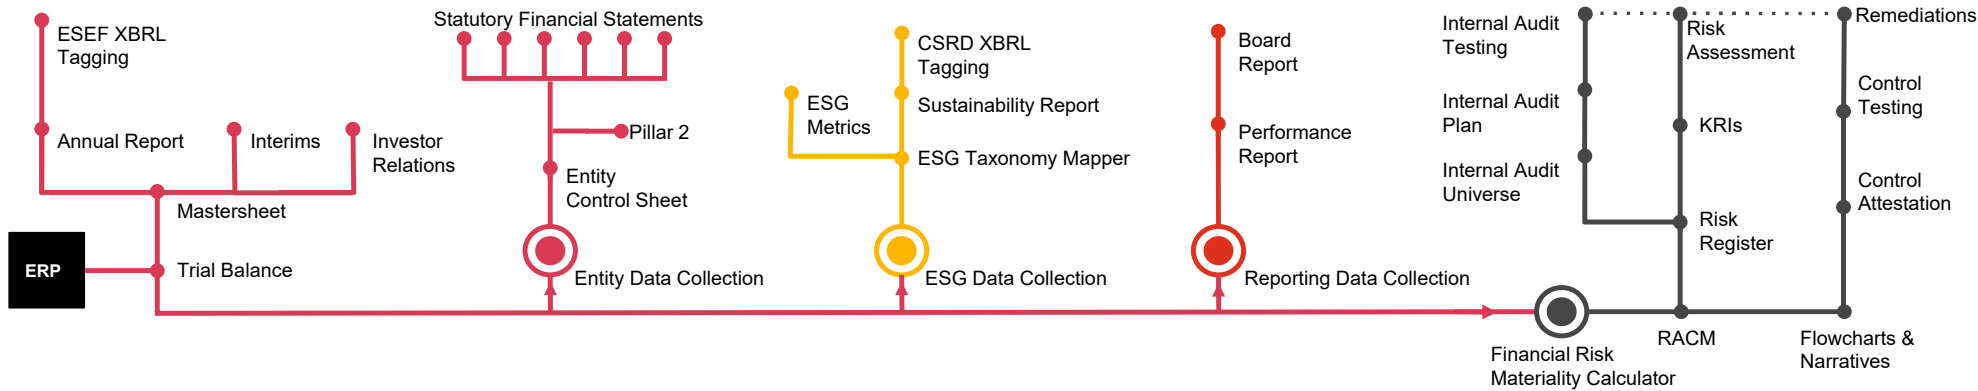 ESEF XBRL
Tagging
Annual Report
Interims
Investor
Relations
Mastersheet
ERP
Trial Balance
Statutory Financial Statements
Pillar 2
Entity
Control Sheet
Entity Data Collection
CSRD XBRL
Tagging
ESG
Metrics
Sustainability Report
ESG Taxonomy Mapper
ESG Data Collection
Board
Report
Performance
Report
Reporting Data Collection
Internal Audit
Testing
Internal Audit
Plan
Internal Audit
Universe
Risk
Assessment
KRIs
Risk
Register
Remediations
Control
Testing
Control
Attestation
Financial Risk
Materiality Calculator
RACM
Flowcharts &
Narratives